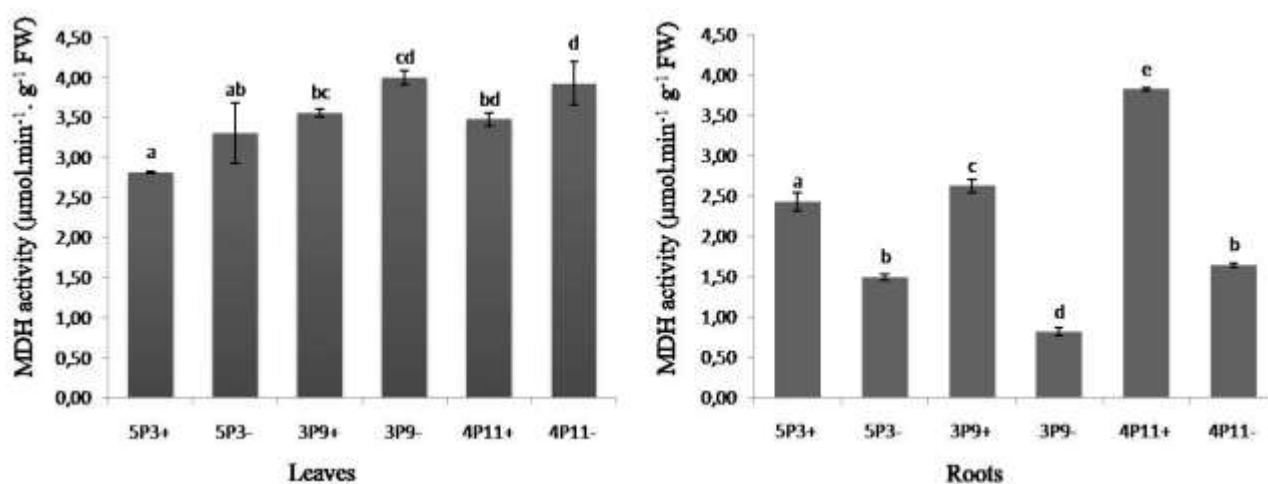 MDH activity (µmol.min⁻¹ . g⁻¹ FW)
4,50
4,00
3,50
3,00
2,50
2,00
1,50
1,00
0,50
0,00
a
ab
bc
cd
bd
d
5P3+ 5P3- 3P9+ 3P9- 4P11+ 4P11-
Leaves
MDH activity (µmol.min⁻¹ g⁻¹ FW)
4,50
4,00
3,50
3,00
2,50
2,00
1,50
1,00
0,50
0,00
a
b
c
d
e
b
5P3+ 5P3- 3P9+ 3P9- 4P11+ 4P11-
Roots